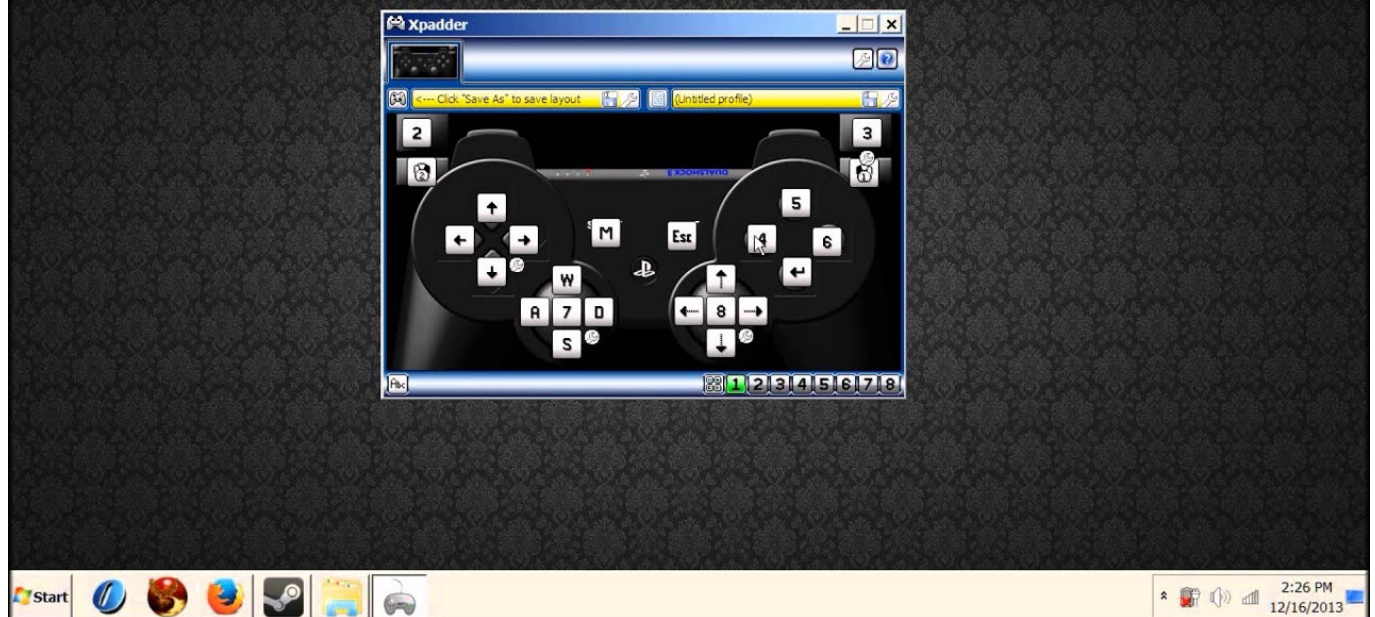 Xpadder
<--- Click "Save As" to save layout
(Untitled profile)
2
3
DUALSHOCK 3
5
M
Esc
4
6
W
A 7 D
8
S
Abc
1 2 3 4 5 6 7 8
Start
2:26 PM
12/16/2013